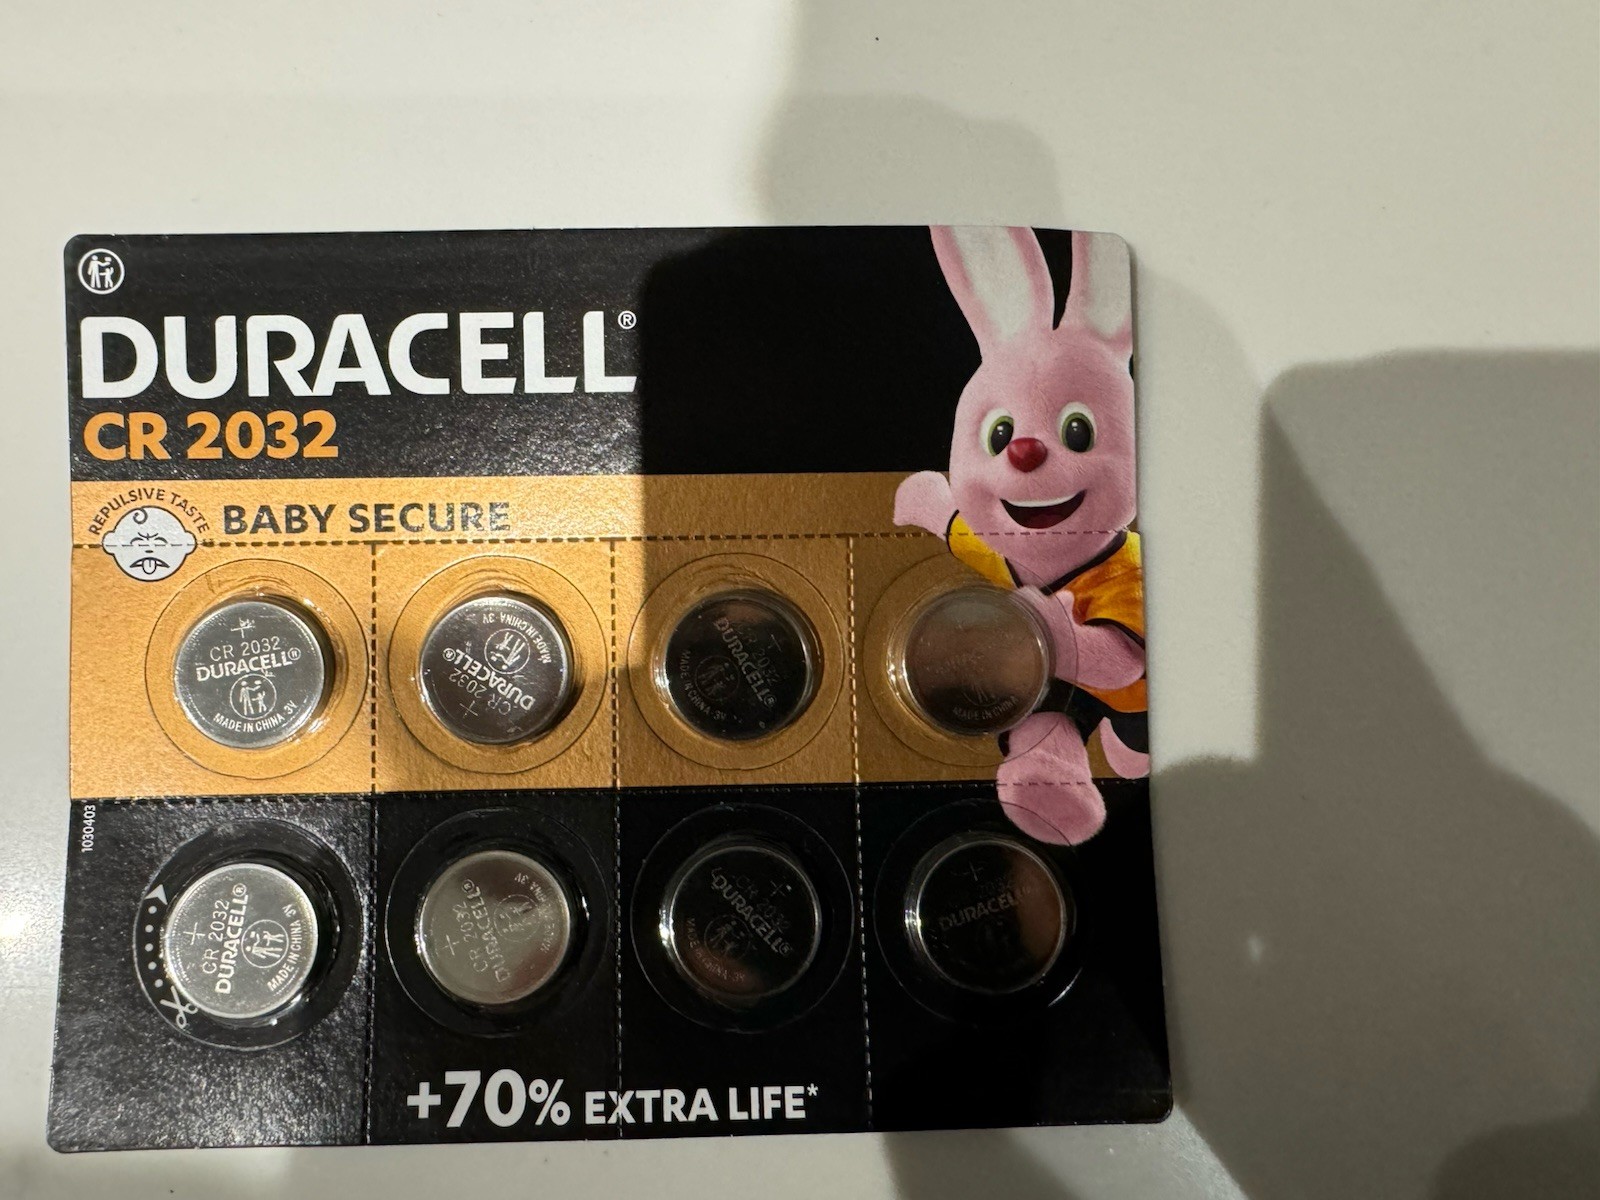 DURACELL®
CR 2032
REPULSIVE TASTE
BABY SECURE
+ CR 2032
DURACELL®
MADE IN CHINA 3V
+ CR 2032
DURACELL®
MADE IN CHINA 3V
+ CR 2032
DURACELL®
MADE IN CHINA 3V
MADE IN CHINA
1030403
+ CR 2032
DURACELL®
MADE IN CHINA 3V
+ CR 2032
DURACELL®
MADE IN CHINA 3V
+ CR 2032
DURACELL®
MADE IN CHINA 3V
+
DURACELL
+70% EXTRA LIFE*